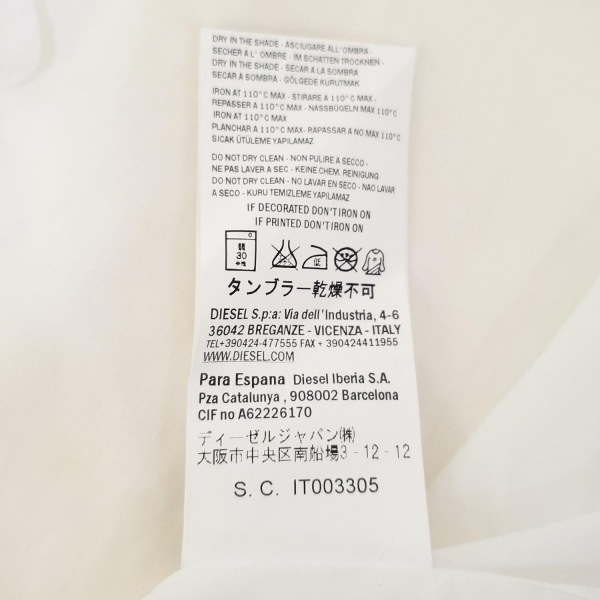 DRY IN THE SHADE - ASCIUGARE ALL'OMBRA -
SECHER A L' OMBRE - IM SCHATTEN TROCKNEN -
DRY IN THE SHADE - SECAR A LA SOMBRA
SECAR A SOMBRA - GÖLGEDE KURUTMAK
IRON AT 110°C MAX - STIRARE A 110°C MAX -
REPASSER A 110°C MAX - NASSBÜGELN MAX 110°C
IRON AT 110°C MAX
PLANCHAR A 110°C MAX- RAPASSAR A NO MAX 110°C
SICAK ÜTÜLEME YAPILAMAZ
DO NOT DRY CLEAN - NON PULIRE A SECCO -
NE PAS LAVER A SEC - KEINE CHEM. REINIGUNG
DO NOT DRY CLEAN - NO LAVAR EN SECO - NÃO LAVAR
A SECO - KURU TEMIZLEME YAPILAMAZ
IF DECORATED DON'T IRON ON
IF PRINTED DON'T IRON ON
弱
30
中性
低
タンブラー乾燥不可
DIESEL S.p:a: Via dell'Industria, 4-6
36042 BREGANZE - VICENZA - ITALY
TEL+390424-477555 FAX + 390424411955
WWW.DIESEL.COM
Para Espana Diesel Iberia S.A.
Pza Catalunya , 908002 Barcelona
CIF no A62226170
ディーゼルジャパン(株)
大阪市中央区南船場3 - 12 - 12
S. C. IT003305